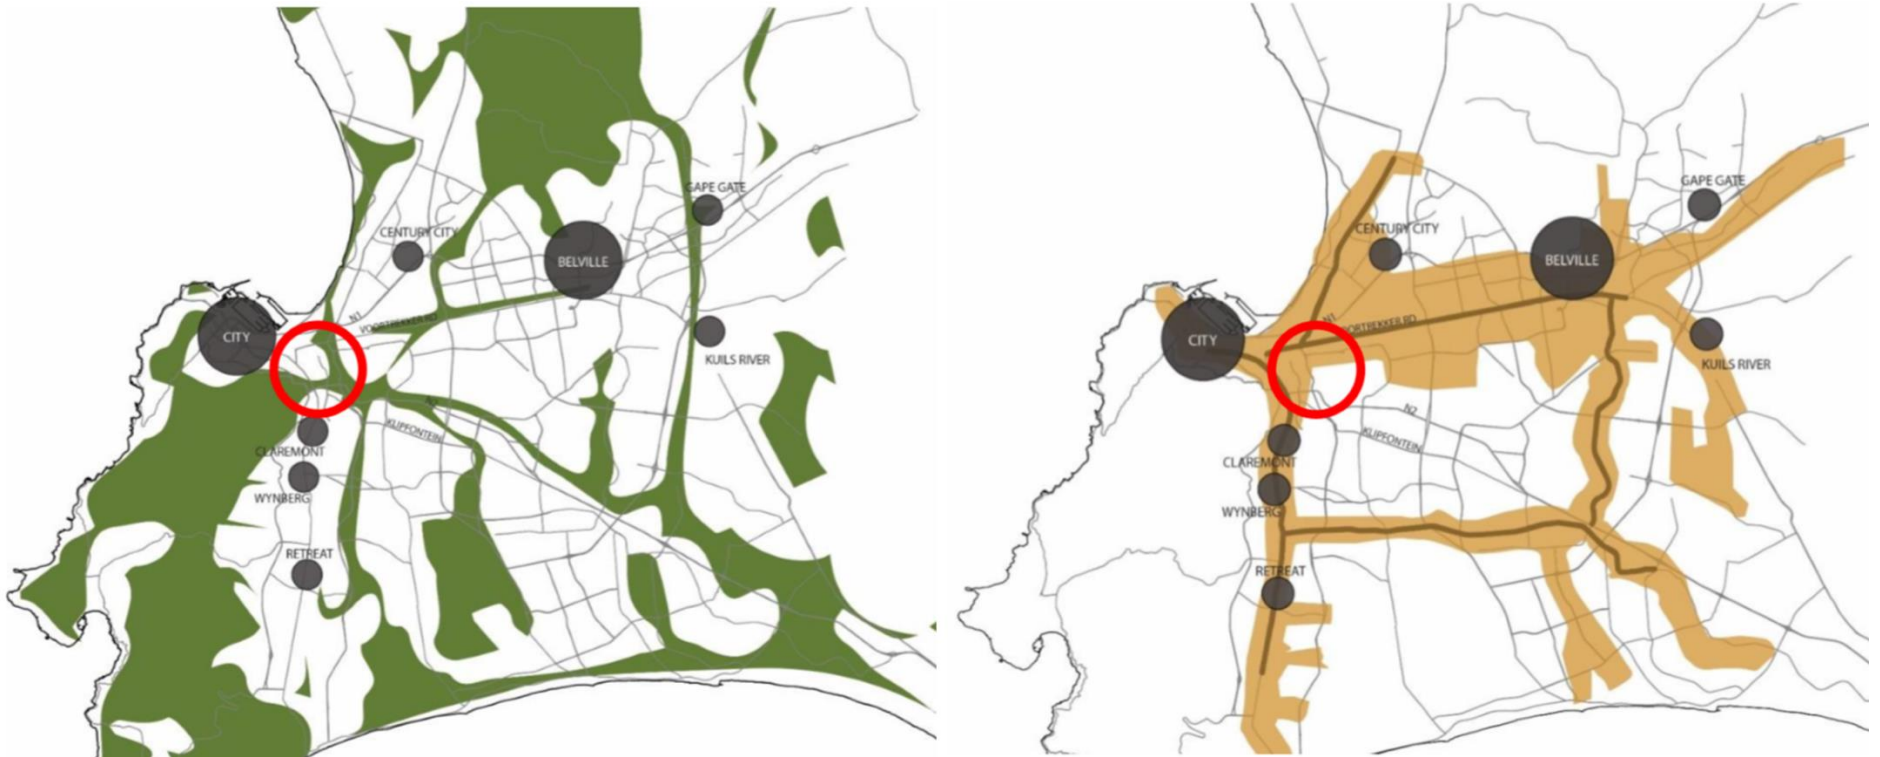 GAPE GATE
CENTURY CITY
BELVILLE
N1
VOORTREKKER RD
CITY
KUILS RIVER
N2
KLIPFONTEIN
CLAREMONT
WYNBERG
RETREAT
GAPE GATE
CENTURY CITY
BELVILLE
N1
VOORTREKKER RD
CITY
KUILS RIVER
N2
KLIPFONTEIN
CLAREMONT
WYNBERG
RETREAT